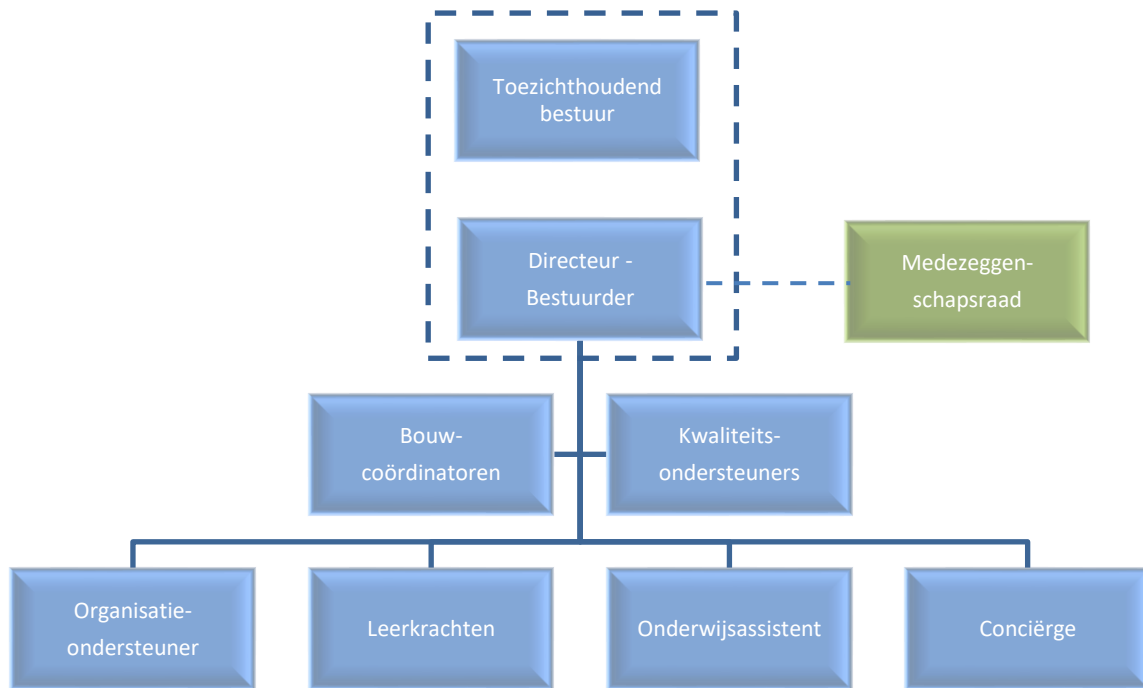 Toezichthoudend
bestuur
Directeur -
Bestuurder
Medezeggen-
schapsraad
Bouw-
coördinatoren
Kwaliteits-
ondersteuners
Organisatie-
ondersteuner
Leerkrachten
Onderwijsassistent
Conciërge